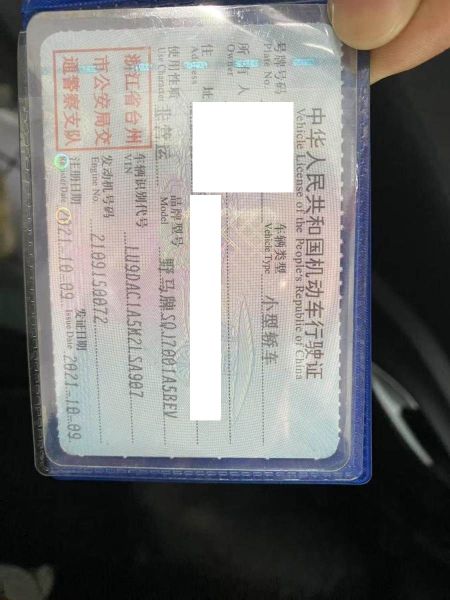 中华人民共和国机动车行驶证
Vehicle License of the People's Republic of China
号牌号码
Plate No.
车辆类型 小型轿车
Vehicle Type
所有人
Owner
住 址
Address
使用性质 非营运
Use Character
品牌型号 野马牌SQJ7001A5BEV
Model
浙江省台州
市公安局交
通警察支队
车辆识别代号 LU9DAC1A5M2LSA907
VIN
发动机号码 2109150072
Engine No.
注册日期 2021-10-09 发证日期 2021-10-09
Register Date Issue Date